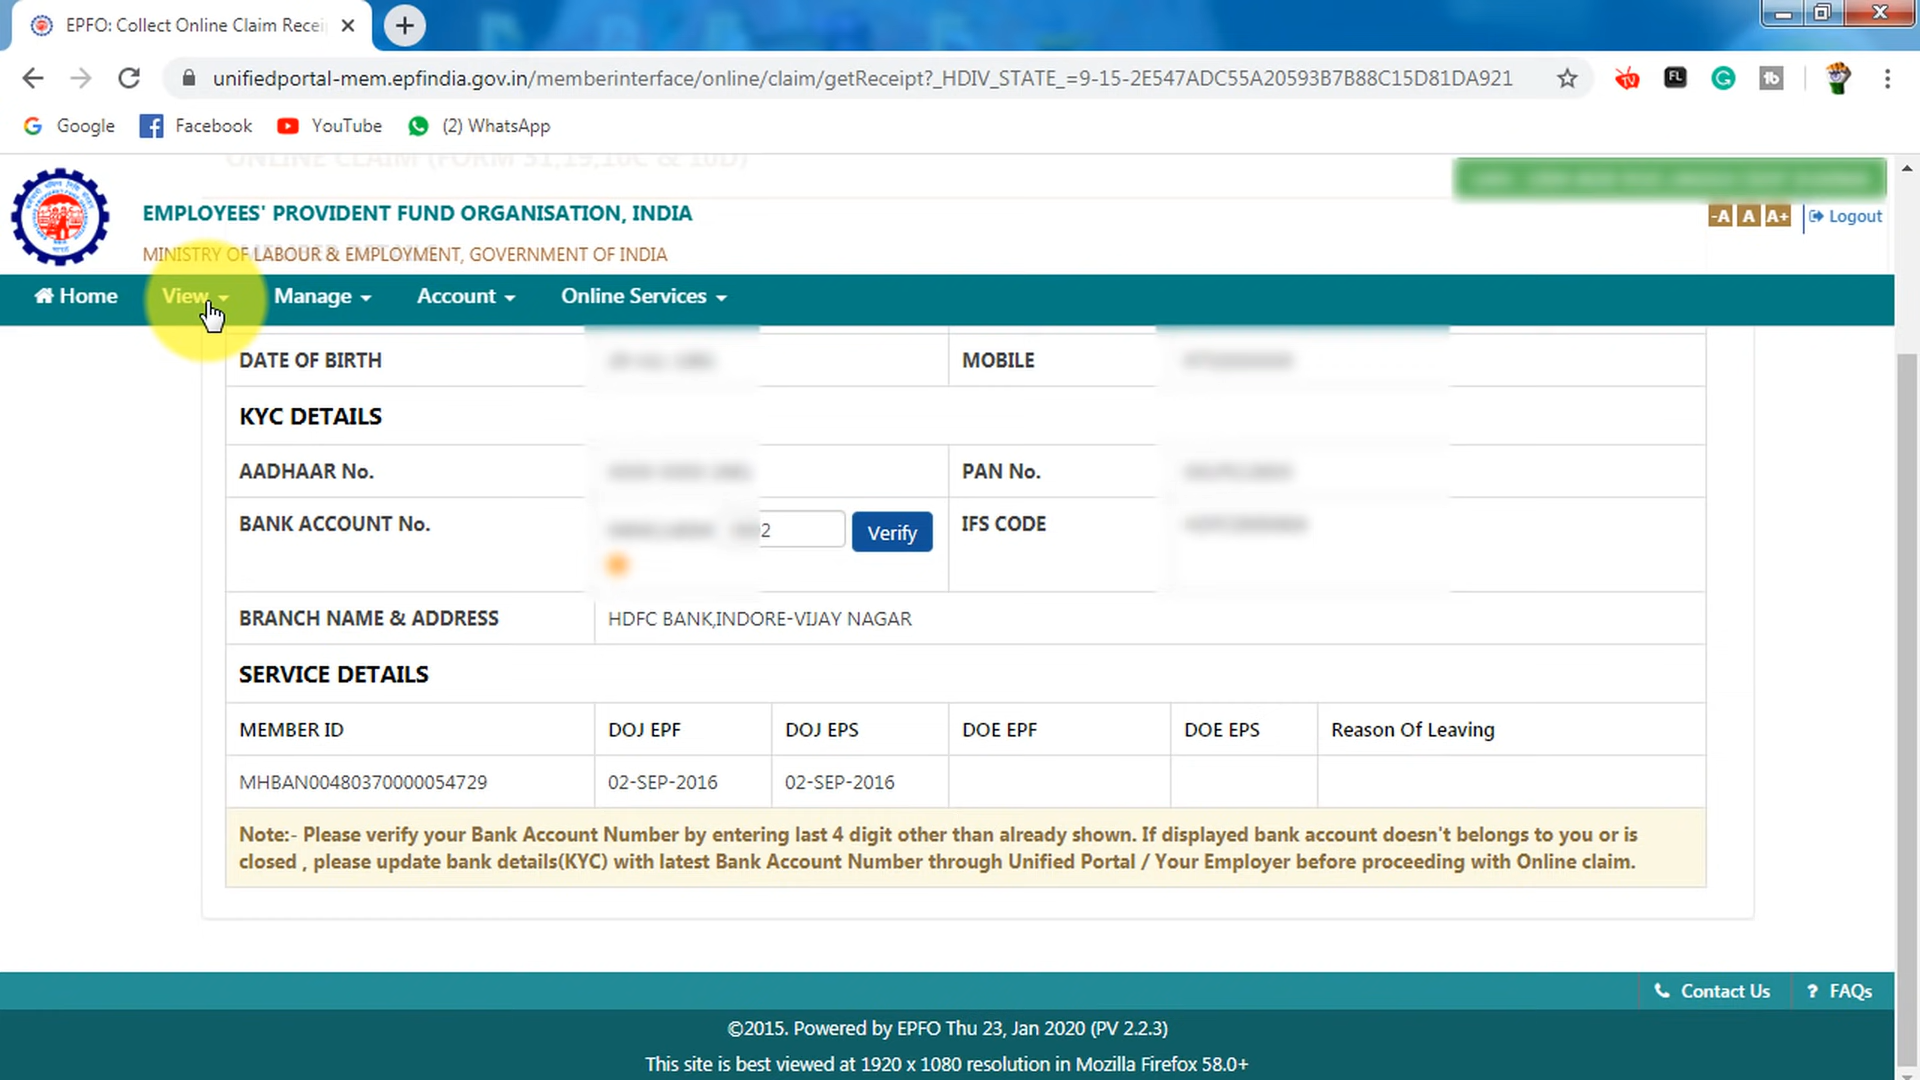 EPFO: Collect Online Claim Recei
unifiedportal-mem.epfindia.gov.in/memberinterface/online/claim/getReceipt?_HDIV_STATE_=9-15-2E547ADC55A20593B7B88C15D81DA921
Google Facebook YouTube (2) WhatsApp
ONLINE CLAIM (FORM 31,19,10C & 10D)
EMPLOYEES' PROVIDENT FUND ORGANISATION, INDIA
-A A A+ Logout
MINISTRY OF LABOUR & EMPLOYMENT, GOVERNMENT OF INDIA
Home View Manage Account Online Services
DATE OF BIRTH MOBILE
KYC DETAILS
AADHAAR No. PAN No.
BANK ACCOUNT No. 2 Verify IFS CODE
BRANCH NAME & ADDRESS HDFC BANK,INDORE-VIJAY NAGAR
SERVICE DETAILS
MEMBER ID DOJ EPF DOJ EPS DOE EPF DOE EPS Reason Of Leaving
MHBAN00480370000054729 02-SEP-2016 02-SEP-2016
Note:- Please verify your Bank Account Number by entering last 4 digit other than already shown. If displayed bank account doesn't belongs to you or is
closed , please update bank details(KYC) with latest Bank Account Number through Unified Portal / Your Employer before proceeding with Online claim.
Contact Us ? FAQs
©2015. Powered by EPFO Thu 23, Jan 2020 (PV 2.2.3)
This site is best viewed at 1920 x 1080 resolution in Mozilla Firefox 58.0+